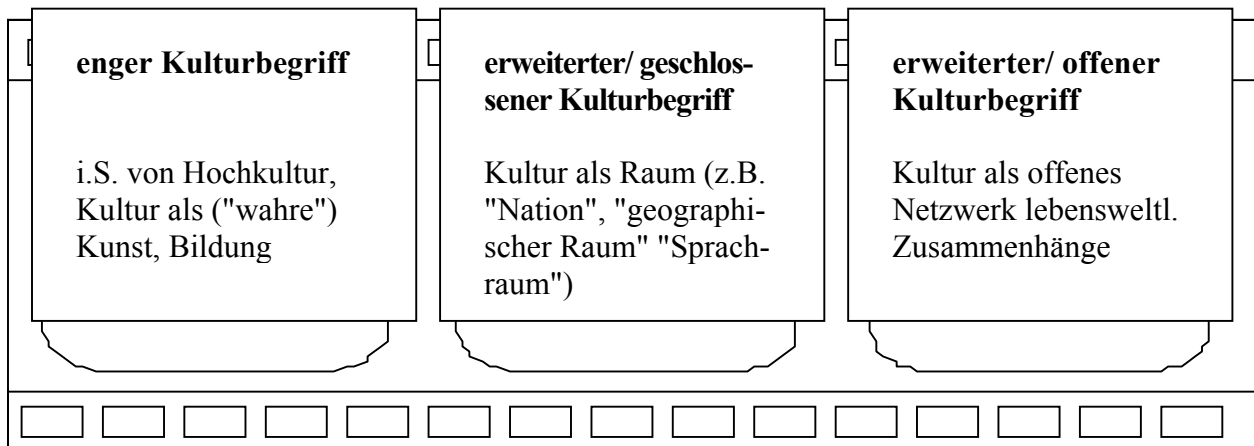 enger Kulturbegriff
i.S. von Hochkultur,
Kultur als ("wahre")
Kunst, Bildung
erweiterter/ geschlos-
sener Kulturbegriff
Kultur als Raum (z.B.
"Nation", "geographi-
scher Raum" "Sprach-
raum")
erweiterter/ offener
Kulturbegriff
Kultur als offenes
Netzwerk lebensweltl.
Zusammenhänge